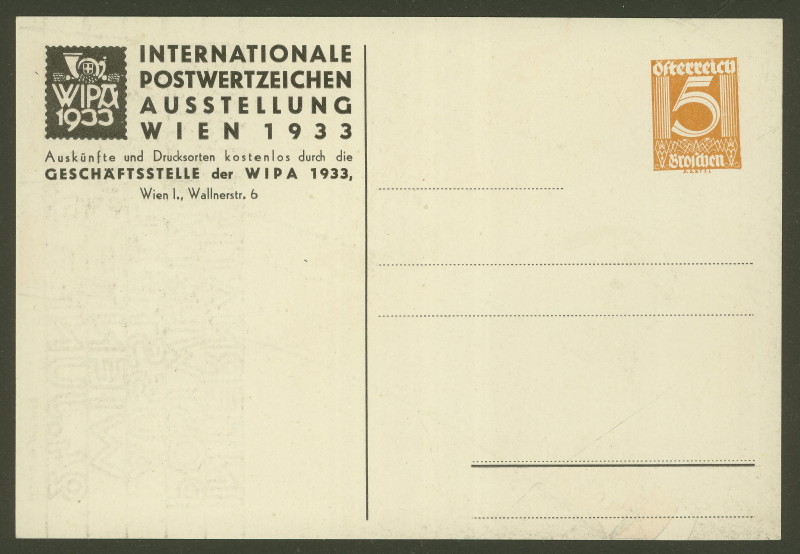 WIPA
1933
INTERNATIONALE
POSTWERTZEICHEN
AUSSTELLUNG
WIEN 1933
Auskünfte und Drucksorten kostenlos durch die
GESCHÄFTSSTELLE der WIPA 1933,
Wien I., Wallnerstr. 6
Österreich
5
Groschen